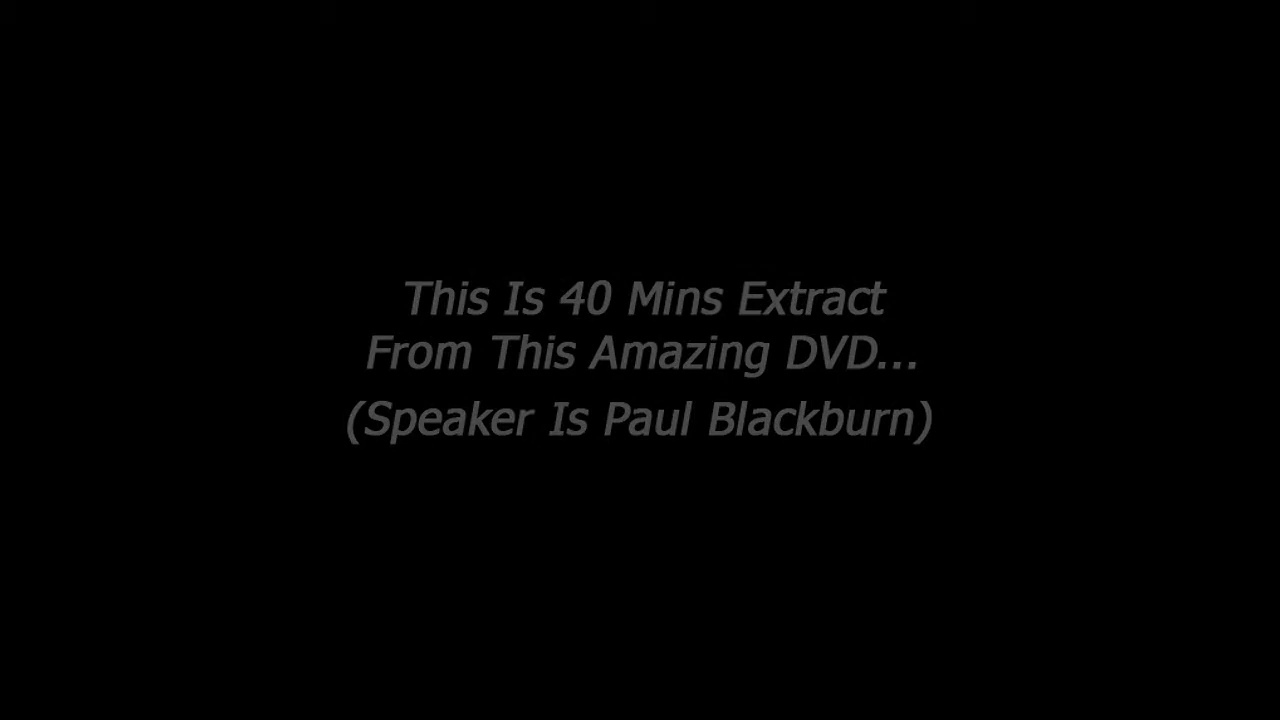 This Is 40 Mins Extract
From This Amazing DVD...
(Speaker Is Paul Blackburn)